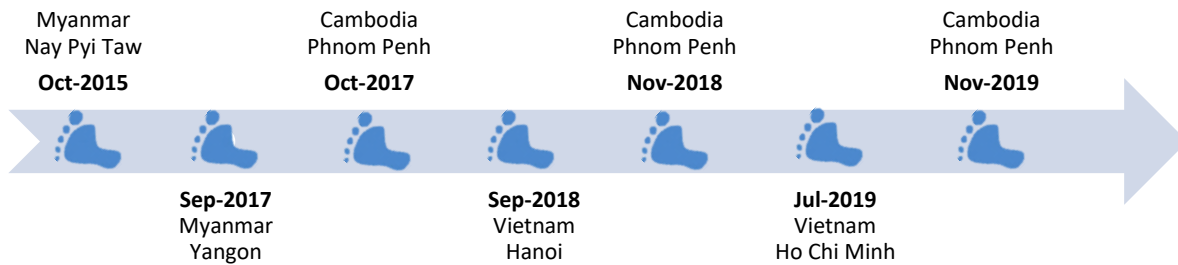 Myanmar
Nay Pyi Taw
Oct-2015
Cambodia
Phnom Penh
Oct-2017
Cambodia
Phnom Penh
Nov-2018
Cambodia
Phnom Penh
Nov-2019
Sep-2017
Myanmar
Yangon
Sep-2018
Vietnam
Hanoi
Jul-2019
Vietnam
Ho Chi Minh